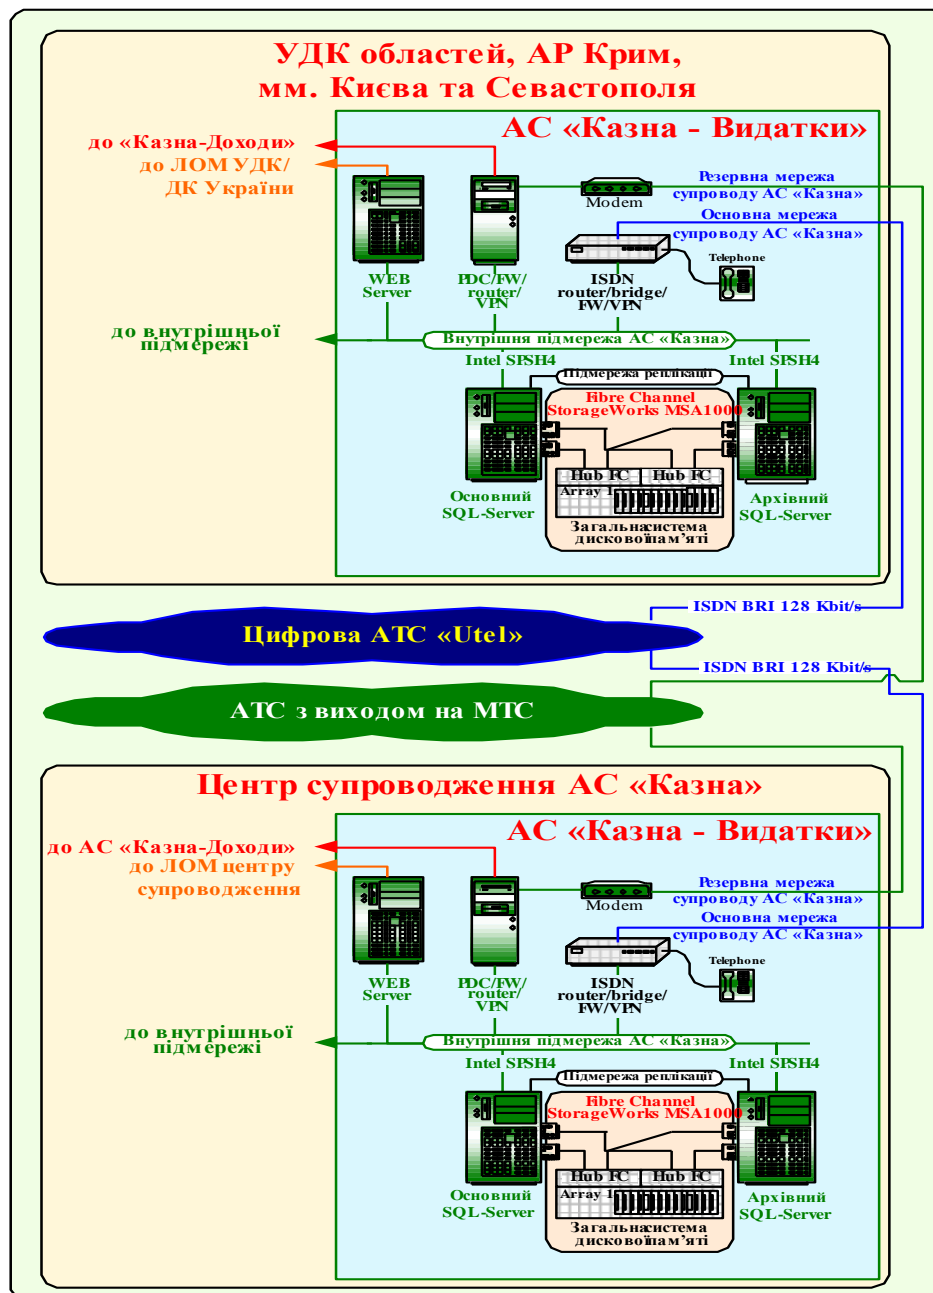 УДК областей, АР Крим,
мм. Києва та Севастополя
АС «Казна - Видатки»
до «Казна-Доходи»
до ЛОМ УДК/
ДК України
Резервна мережа
супроводу АС «Казна»
Modem
Основна мережа
супроводу АС «Казна»
Telephone
WEB
Server
PDC/FW/
router/
VPN
ISDN
router/bridge/
FW/VPN
до внутрішньої
підмережі
Внутрішня підмережа АС «Казна»
Intel SPSH4
Intel SPSH4
Підмережа реплікації
Fibre Channel
StorageWorks MSA1000
Hub FC
Hub FC
Array 1
Основний
SQL-Server
Архівний
SQL-Server
Загальна система
дискової пам'яті
ISDN BRI 128 Kbit/s
Цифрова АТС «Utel»
ISDN BRI 128 Kbit/s
АТС з виходом на МТС
Центр супроводження АС «Казна»
АС «Казна - Видатки»
до АС «Казна-Доходи»
до ЛОМ центру
супроводження
Резервна мережа
супроводу АС «Казна»
Modem
Основна мережа
супроводу АС «Казна»
Telephone
WEB
Server
PDC/FW/
router/
VPN
ISDN
router/bridge/
FW/VPN
до внутрішньої
підмережі
Внутрішня підмережа АС «Казна»
Intel SPSH4
Intel SPSH4
Підмережа реплікації
Fibre Channel
StorageWorks MSA1000
Hub FC
Hub FC
Array 1
Основний
SQL-Server
Архівний
SQL-Server
Загальна система
дискової пам'яті